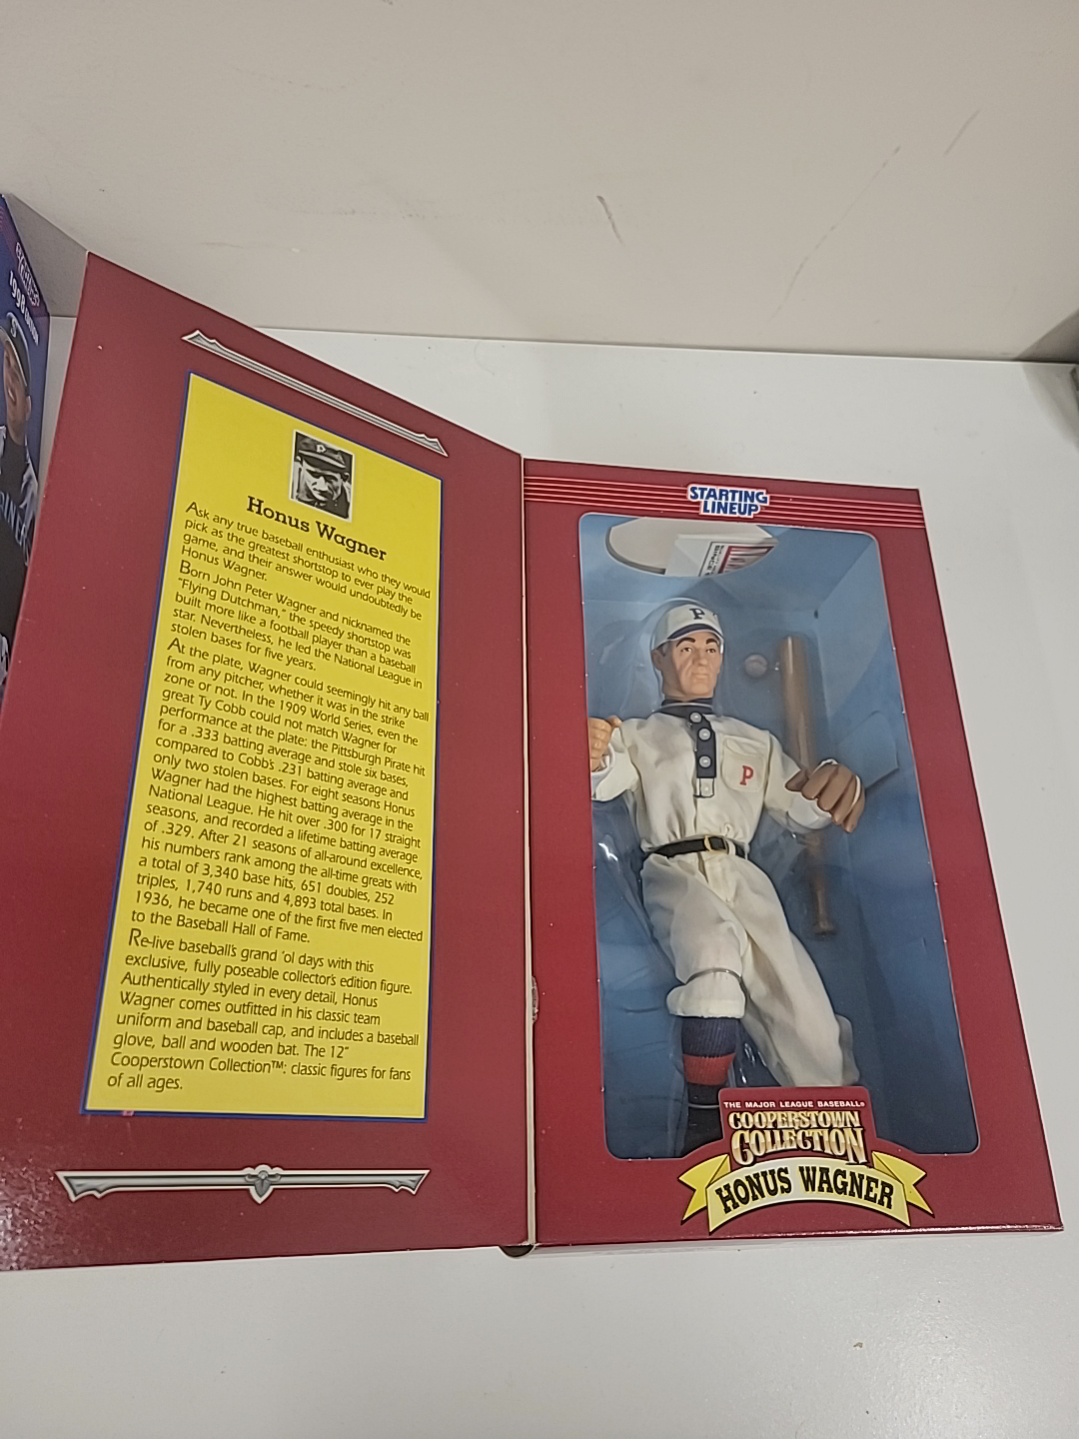 1998 EDITION
P
Honus Wagner
Ask any true baseball enthusiast who they would
pick as the greatest shortstop to ever play the
game, and their answer would undoubtedly be
Honus Wagner.
Born John Peter Wagner and nicknamed the
"Flying Dutchman," the speedy shortstop was
built more like a football player than a baseball
star. Nevertheless, he led the National League in
stolen bases for five years.
At the plate, Wagner could seemingly hit any ball
from any pitcher, whether it was in the strike
zone or not. In the 1909 World Series, even the
great Ty Cobb could not match Wagner for
performance at the plate: the Pittsburgh Pirate hit
for a .333 batting average and stole six bases,
compared to Cobb's .231 batting average and
only two stolen bases. For eight seasons Honus
Wagner had the highest batting average in the
National League. He hit over .300 for 17 straight
seasons, and recorded a lifetime batting average
of .329. After 21 seasons of all-around excellence,
his numbers rank among the all-time greats with
a total of 3,340 base hits, 651 doubles, 252
triples, 1,740 runs and 4,893 total bases. In
1936, he became one of the first five men elected
to the Baseball Hall of Fame.
Re-live baseball's grand 'ol days with this
exclusive, fully poseable collector's edition figure.
Authentically styled in every detail, Honus
Wagner comes outfitted in his classic team
uniform and baseball cap, and includes a baseball
glove, ball and wooden bat. The 12"
Cooperstown Collection™: classic figures for fans
of all ages.
STARTING
LINEUP
P
P
THE MAJOR LEAGUE BASEBALL®
COOPERSTOWN
COLLECTION
HONUS WAGNER